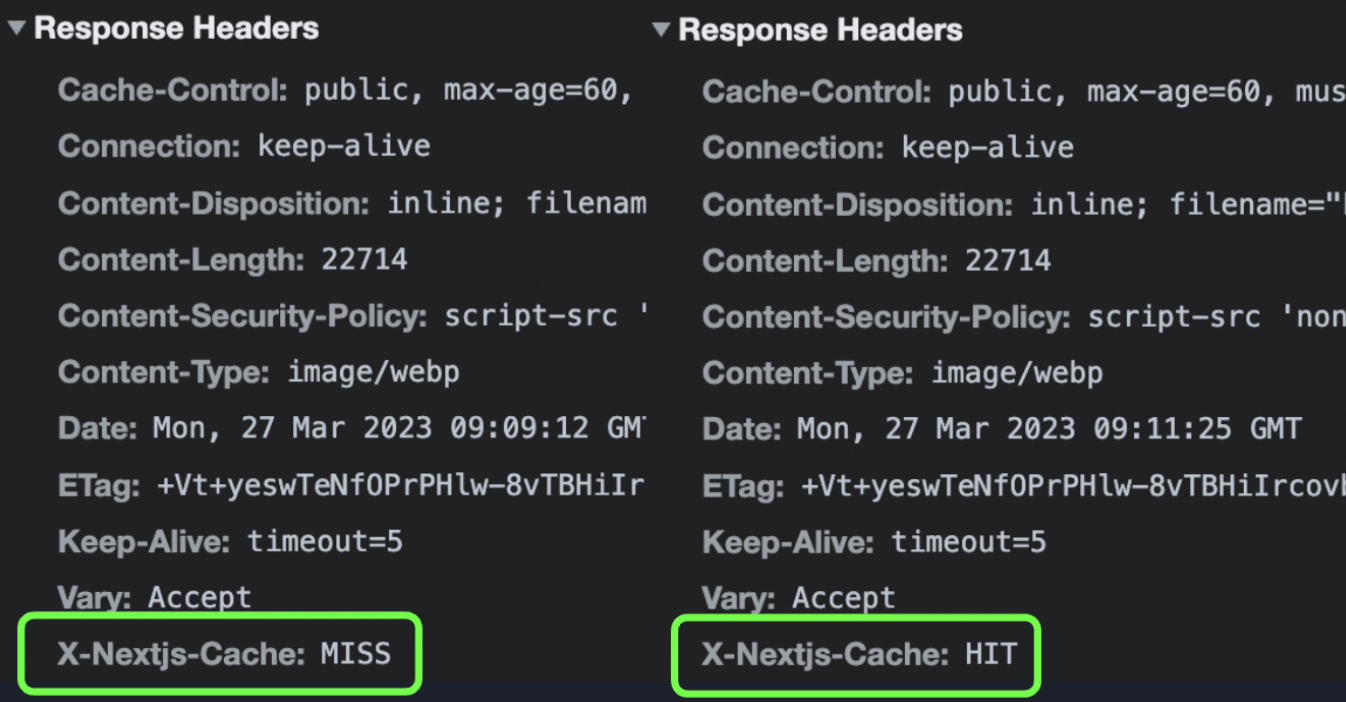 Response Headers
Cache-Control: public, max-age=60,
Connection: keep-alive
Content-Disposition: inline; filenam
Content-Length: 22714
Content-Security-Policy: script-src '
Content-Type: image/webp
Date: Mon, 27 Mar 2023 09:09:12 GM
ETag: +Vt+yeswTeNfOPrPHlw-8vTBHiIr
Keep-Alive: timeout=5
Vary: Accept
X-Nextjs-Cache: MISS
Response Headers
Cache-Control: public, max-age=60, mus
Connection: keep-alive
Content-Disposition: inline; filename="
Content-Length: 22714
Content-Security-Policy: script-src 'non
Content-Type: image/webp
Date: Mon, 27 Mar 2023 09:11:25 GMT
ETag: +Vt+yeswTeNfOPrPHlw-8vTBHiIrcovb
Keep-Alive: timeout=5
Vary: Accept
X-Nextjs-Cache: HIT